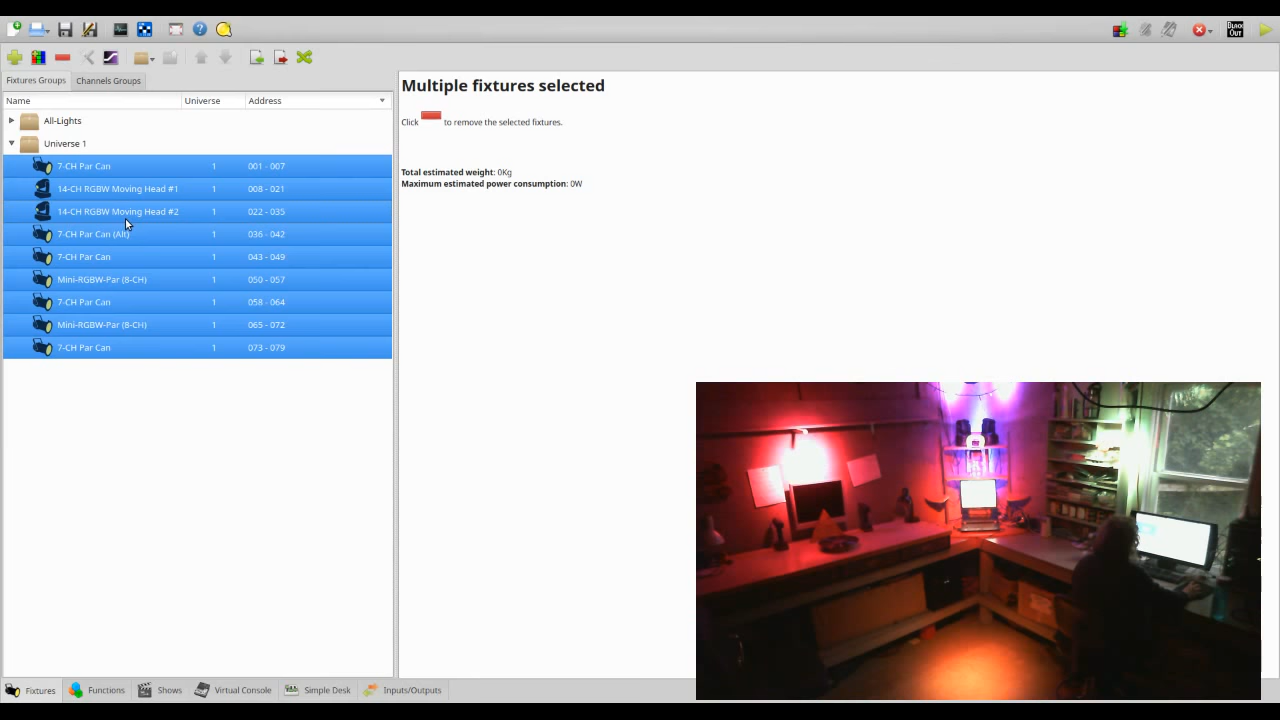 BLACK OUT
Fixtures Groups Channels Groups
Name Universe Address
All-Lights
Universe 1
7-CH Par Can 1 001 - 007
14-CH RGBW Moving Head #1 1 008 - 021
14-CH RGBW Moving Head #2 1 022 - 035
7-CH Par Can (Alt) 1 036 - 042
7-CH Par Can 1 043 - 049
Mini-RGBW-Par (8-CH) 1 050 - 057
7-CH Par Can 1 058 - 064
Mini-RGBW-Par (8-CH) 1 065 - 072
7-CH Par Can 1 073 - 079
Multiple fixtures selected
Click to remove the selected fixtures.
Total estimated weight: 0Kg
Maximum estimated power consumption: 0W
Fixtures Functions Shows Virtual Console Simple Desk Inputs/Outputs